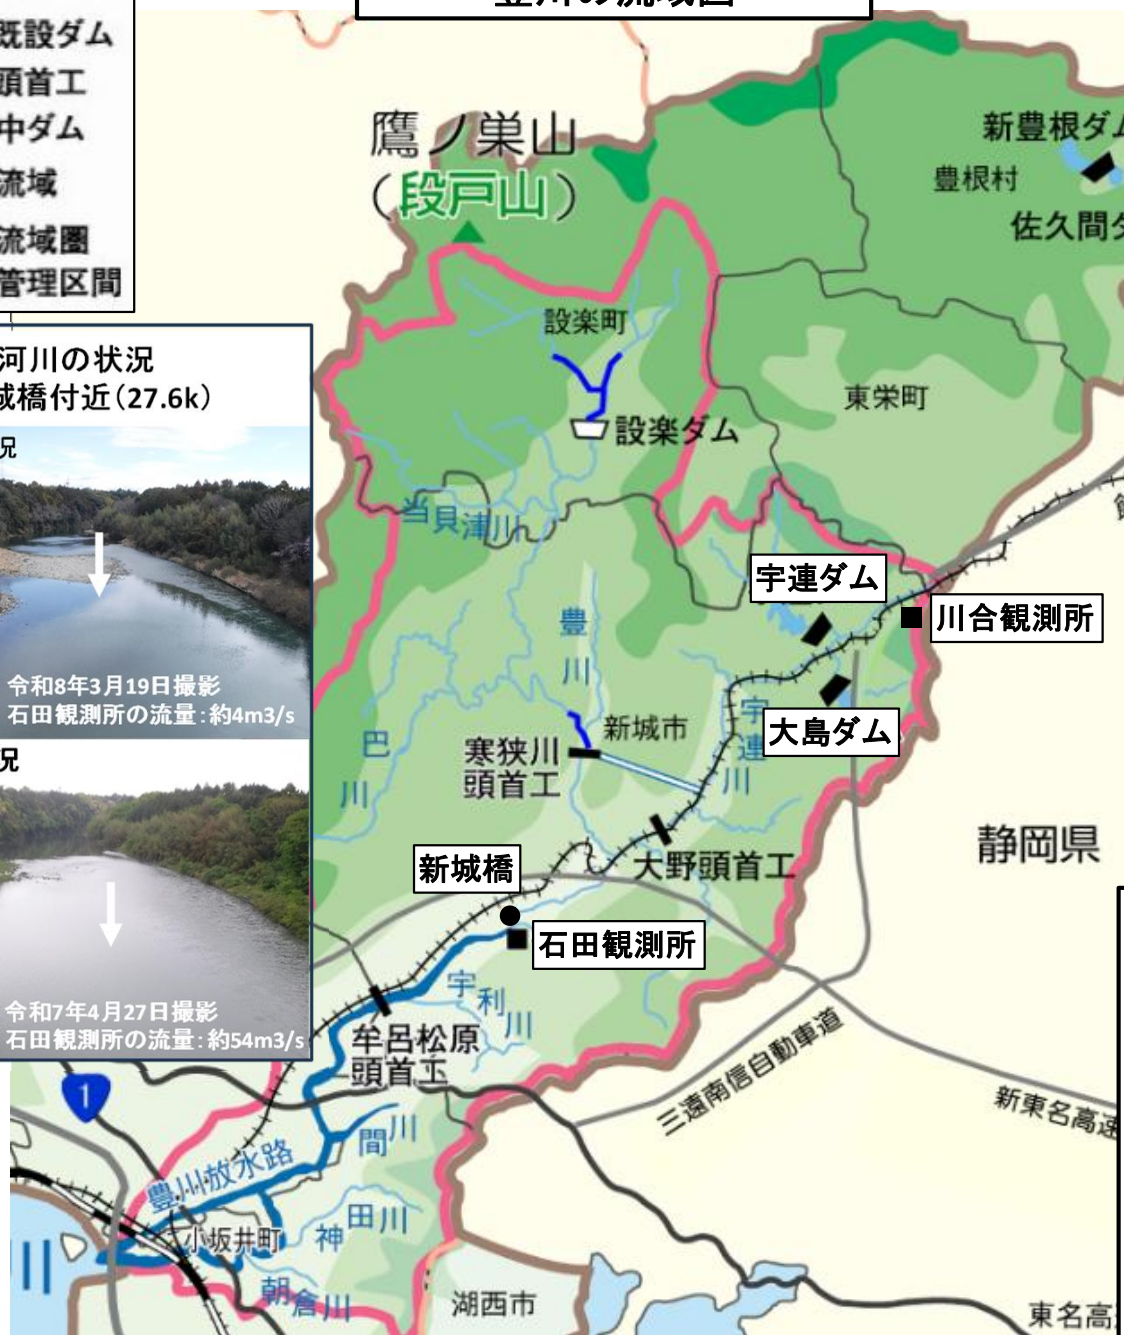 豊川の流域図
既設ダム
頭首工
中ダム
流域
流域圏
管理区間
河川の状況
城橋付近（27.6k）
況
令和8年3月19日撮影
石田観測所の流量：約4m3/s
況
令和7年4月27日撮影
石田観測所の流量：約54m3/s
鷹ノ巣山
（段戸山）
新豊根ダム
豊根村
佐久間ダ
設楽町
東栄町
設楽ダム
当貝津川
宇連ダム
川合観測所
豊川
新城市
宇連川
大島ダム
寒狭川
頭首工
巴川
静岡県
大野頭首工
新城橋
石田観測所
宇利川
牟呂松原
頭首工
三遠南信自動車道
新東名高速
1
間川
豊川放水路
神田川
小坂井町
朝倉川
湖西市
東名高